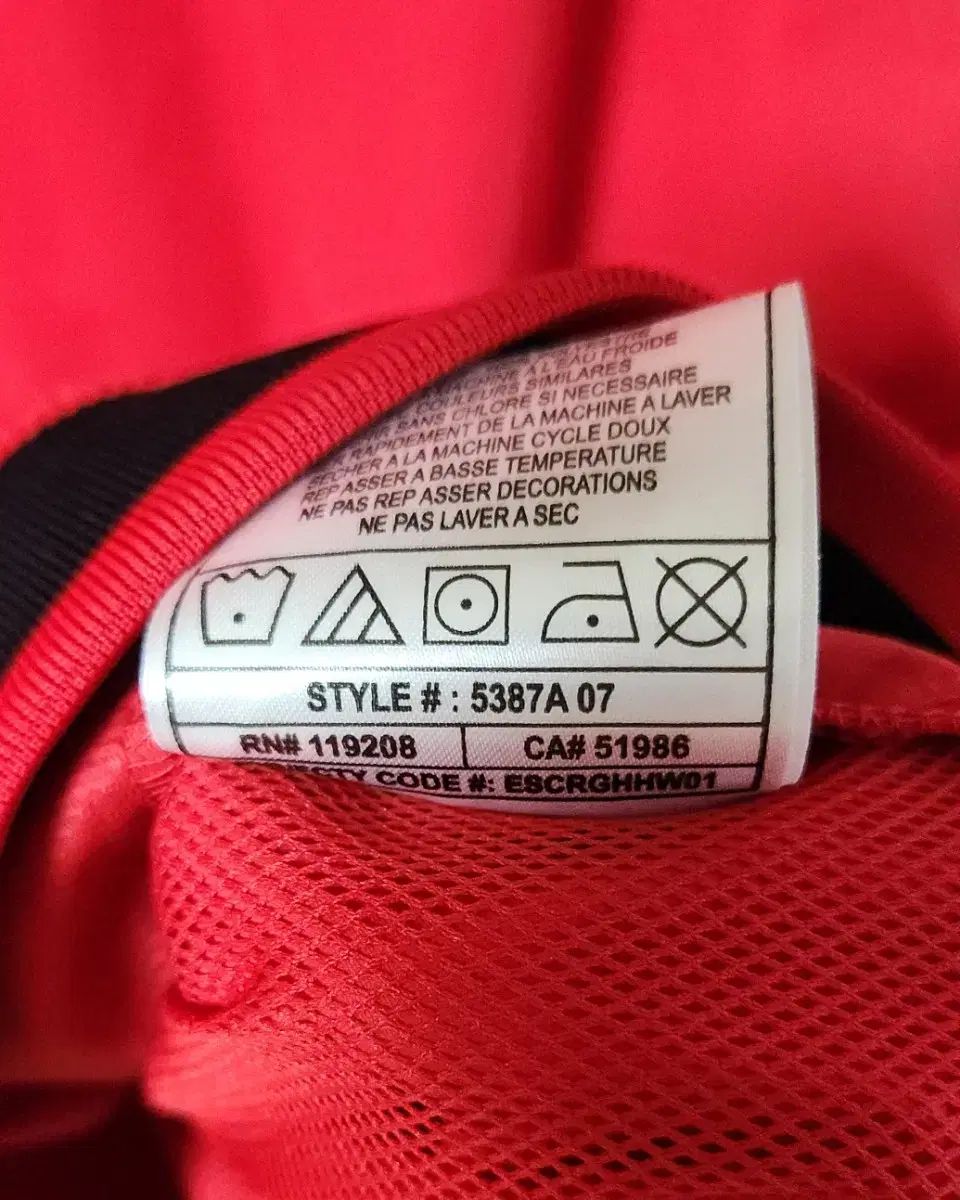 A L'EAU FROIDE
COULEURS SIMILARES
SANS CHLORE SI NECESSAIRE
RAPIDEMENT DE LA MACHINE A LAVER
SECHER A LA MACHINE CYCLE DOUX
REP ASSER A BASSE TEMPERATURE
NE PAS REP ASSER DECORATIONS
NE PAS LAVER A SEC
STYLE # : 5387A 07
RN# 119208
CA# 51986
CODE #: ESCRGHHW01